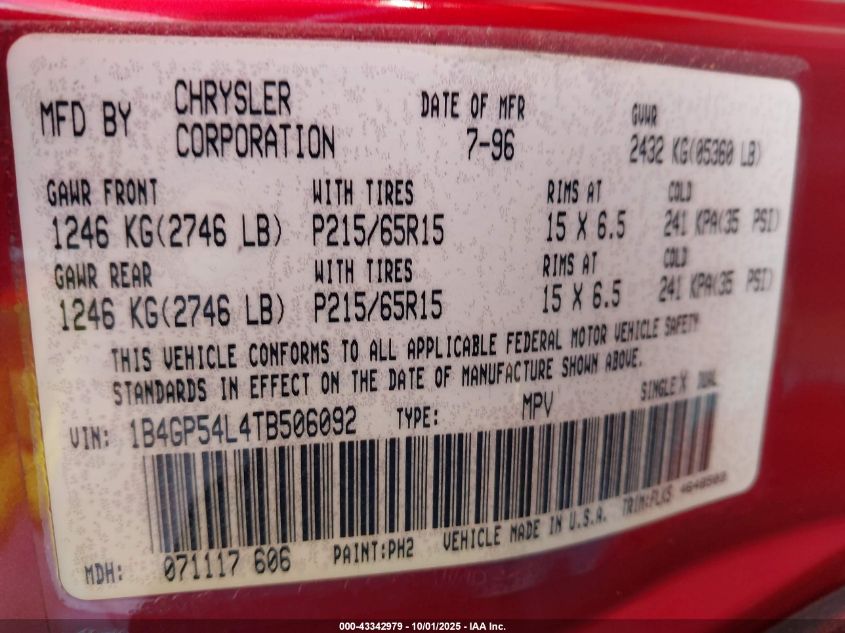 MFD BY CHRYSLER CORPORATION DATE OF MFR 7-96 GVWR 2432 KG(05360 LB)
GAWR FRONT WITH TIRES RIMS AT COLD
1246 KG(2746 LB) P215/65R15 15 X 6.5 241 KPA(35 PSI)
GAWR REAR WITH TIRES RIMS AT COLD
1246 KG(2746 LB) P215/65R15 15 X 6.5 241 KPA(35 PSI)
THIS VEHICLE CONFORMS TO ALL APPLICABLE FEDERAL MOTOR VEHICLE SAFETY
STANDARDS IN EFFECT ON THE DATE OF MANUFACTURE SHOWN ABOVE.
VIN: 1B4GP54L4TB506092 TYPE: MPV SINGLE X DUAL
MDH: 071117 606 PAINT:PH2 VEHICLE MADE IN U.S.A. TRIM:FLK5
000-43342979 - 10/01/2025 - IAA Inc.